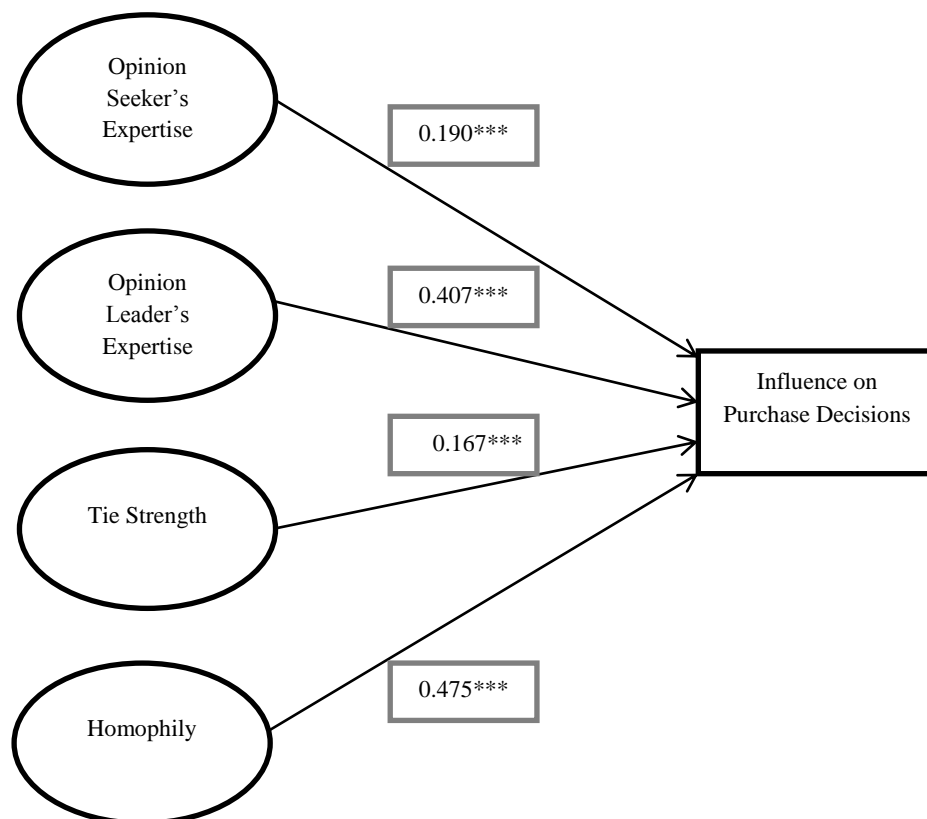 Opinion
Seeker’s
Expertise
0.190***
Opinion
Leader’s
Expertise
0.407***
Influence on
Purchase Decisions
0.167***
Tie Strength
0.475***
Homophily